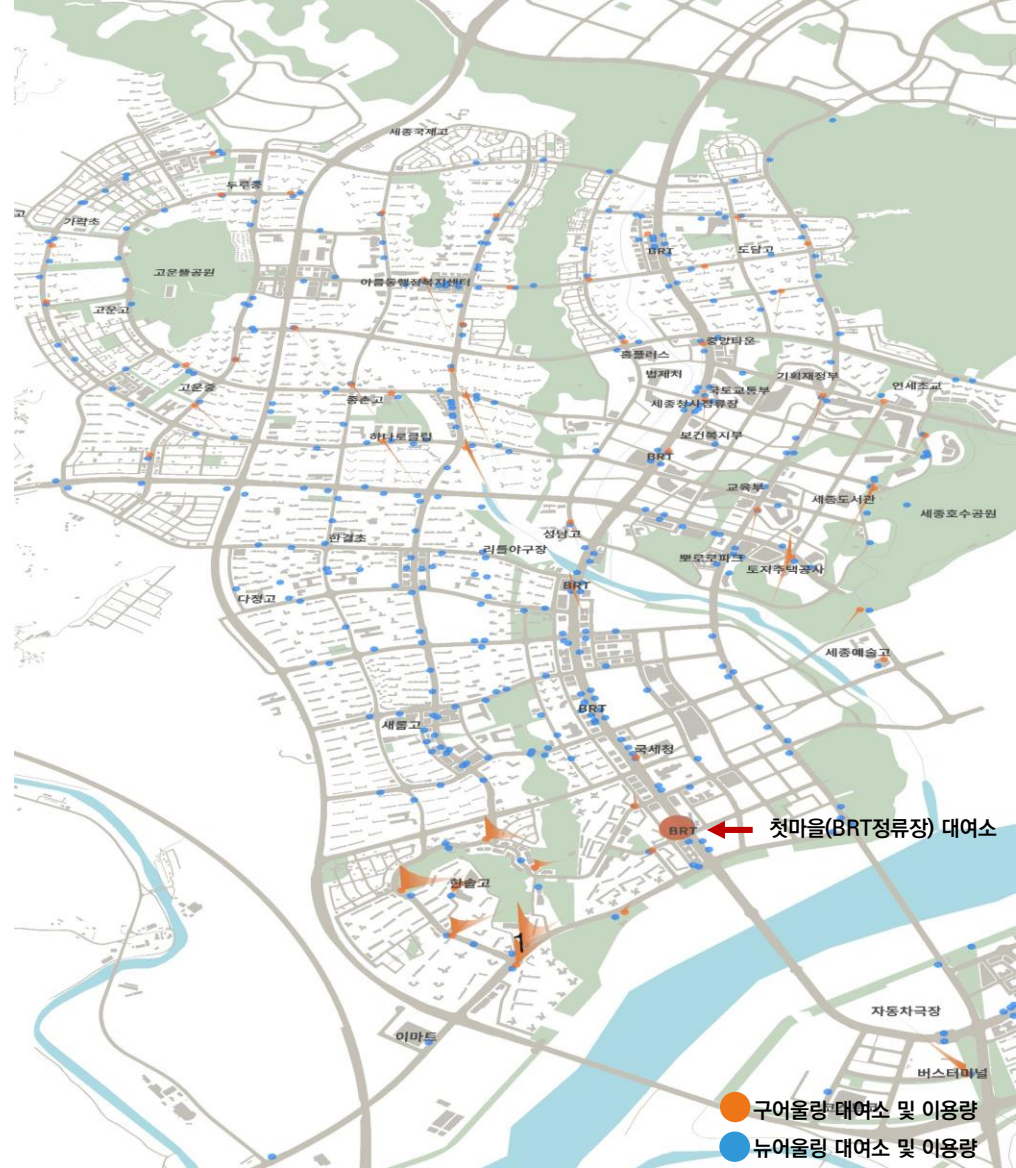 세종국제고
두루중
고
가락초
BRT
도담고
고운뜰공원
아름동행정복지센터
고운고
중앙타운
홈플러스
법제처
기획재정부
고운중
국토교통부
연세초교
종촌고
세종청사정류장
하나로클럽
보건복지부
BRT
교육부
세종도서관
세종호수공원
성남고
한결초
리틀야구장
뽀로로파크
토지주택공사
BRT
다정고
세종예술고
BRT
새롬고
국세청
BRT
첫마을(BRT정류장) 대여소
한솔고
1
자동차극장
이마트
버스터미널
구어울링 대여소 및 이용량
뉴어울링 대여소 및 이용량